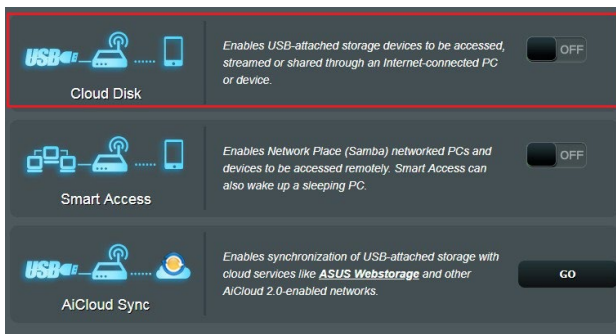 USB
Cloud Disk
Enables USB-attached storage devices to be accessed,
streamed or shared through an Internet-connected PC
or device.
OFF
Smart Access
Enables Network Place (Samba) networked PCs and
devices to be accessed remotely. Smart Access can
also wake up a sleeping PC.
OFF
USB
AiCloud Sync
Enables synchronization of USB-attached storage with
cloud services like ASUS Webstorage and other
AiCloud 2.0-enabled networks.
GO